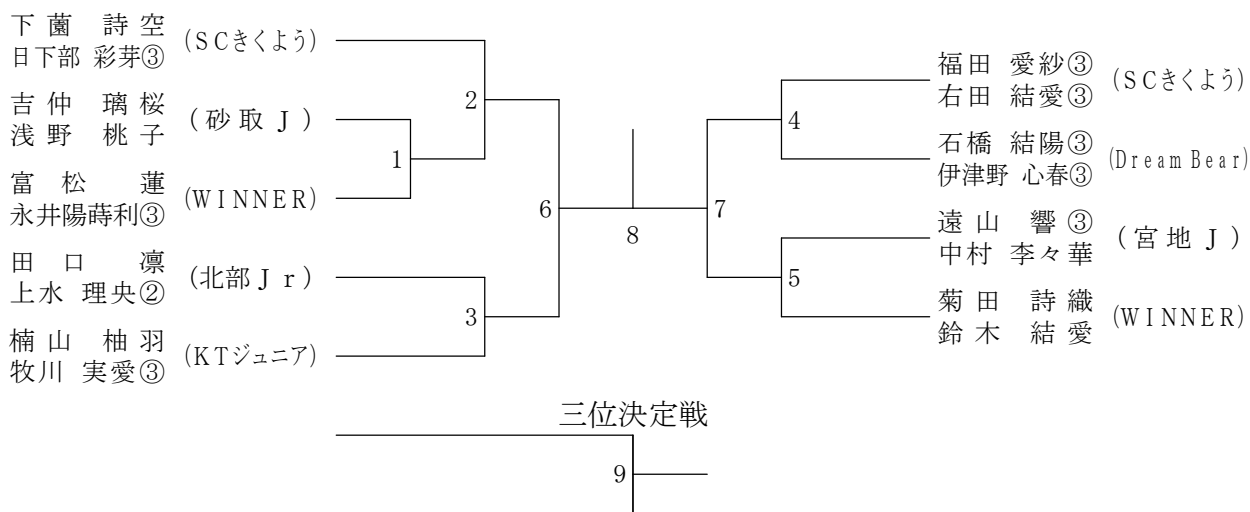 下薗 詩空
日下部 彩芽③
(SCきくよう)
吉仲 璃桜
浅野 桃子
(砂取J)
富松 蓮
永井陽蒔利③
(WINNER)
田口 凛
上水 理央②
(北部Jr)
楠山 柚羽
牧川 実愛③
(KTジュニア)
2
1
3
6
8
7
4
5
福田 愛紗③
右田 結愛③
(SCきくよう)
石橋 結陽③
伊津野 心春③
(Dream Bear)
遠山 響③
中村 李々華
(宮地J)
菊田 詩織
鈴木 結愛
(WINNER)
三位決定戦
9